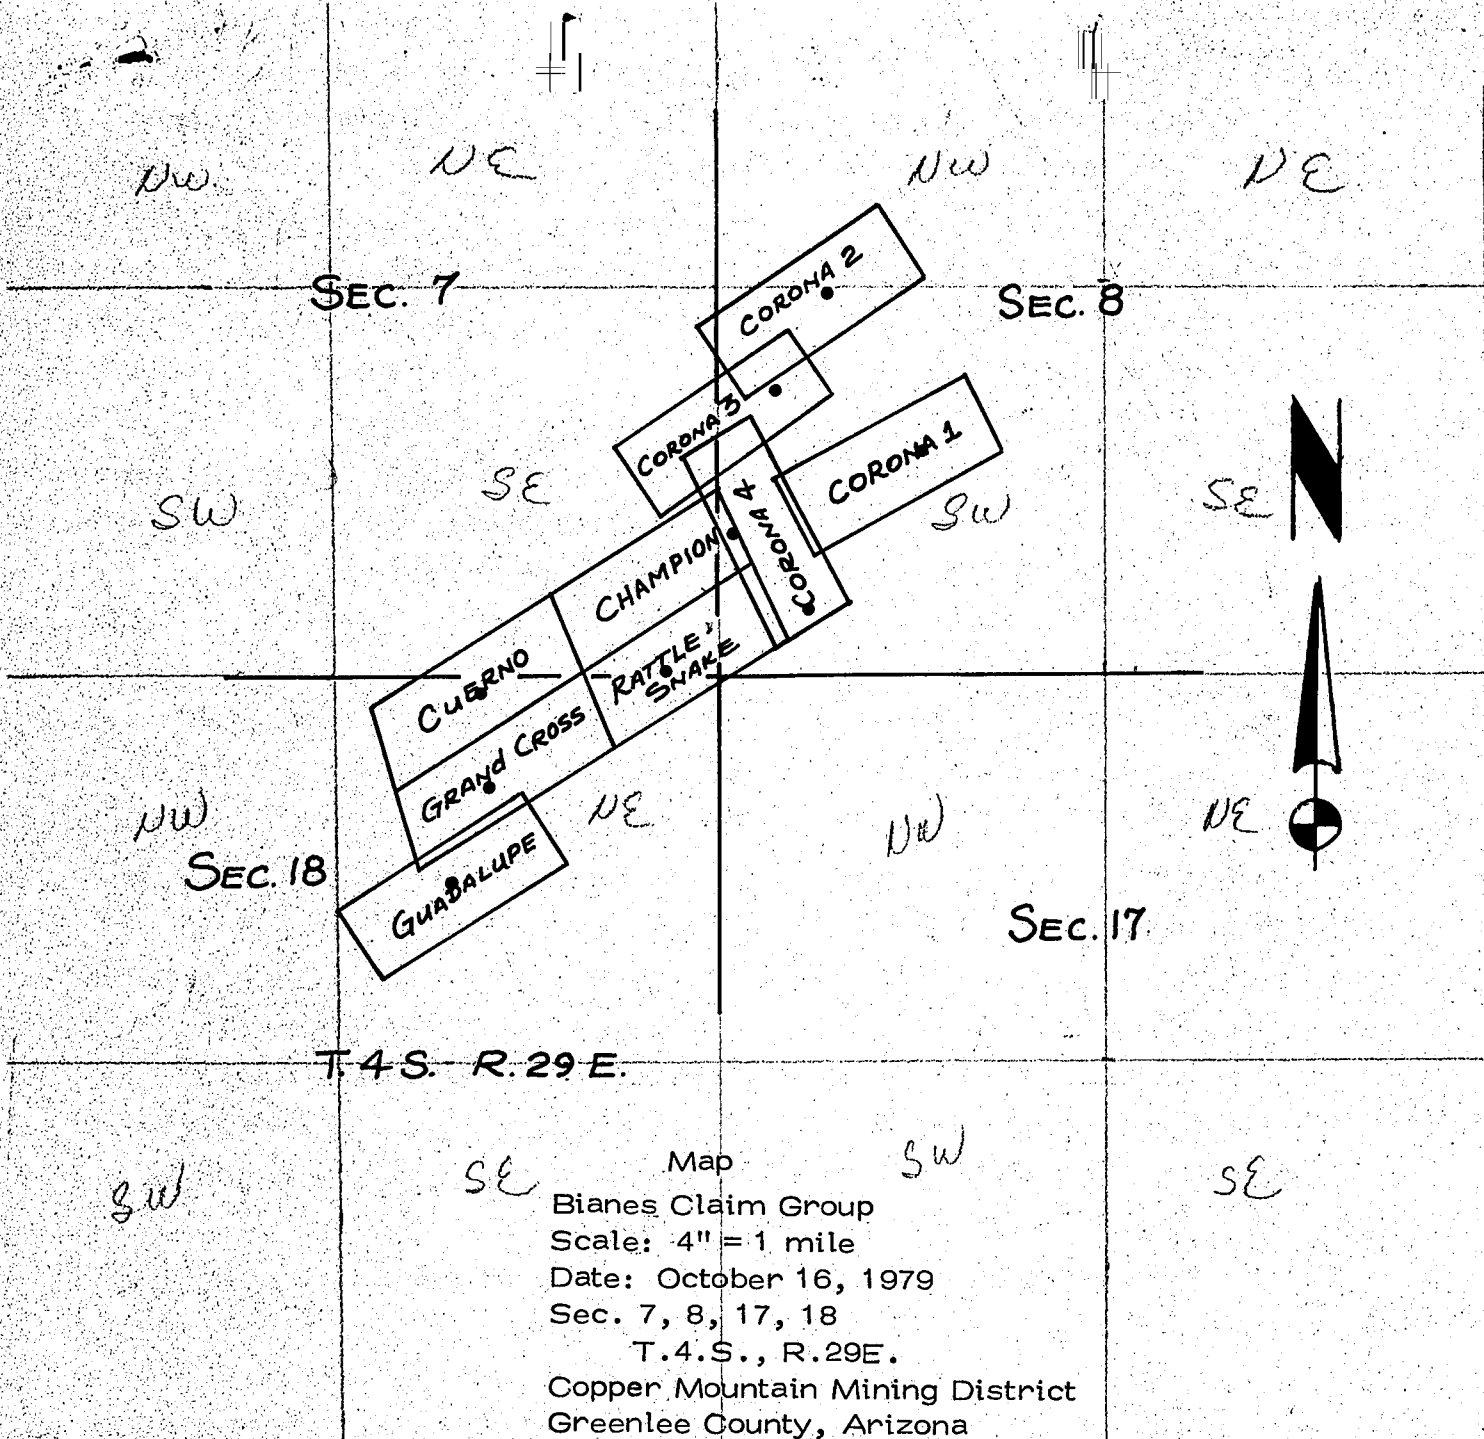 NW NE NW NE
SEC. 7 SEC. 8
CORONA 2
CORONA 3
CORONA 1
CORONA 4
SW SE SW SE
N
CHAMPION
CUERNO
RATTLE-
SNAKE
GRANd CROSS
GUADALUPE
NW NE NW NE
SEC. 18
SEC. 17
T. 4 S. - R. 29 E.
SW SE SW SE
Map
Bianes Claim Group
Scale: 4" = 1 mile
Date: October 16, 1979
Sec. 7, 8, 17, 18
T.4.S., R.29E.
Copper Mountain Mining District
Greenlee County, Arizona